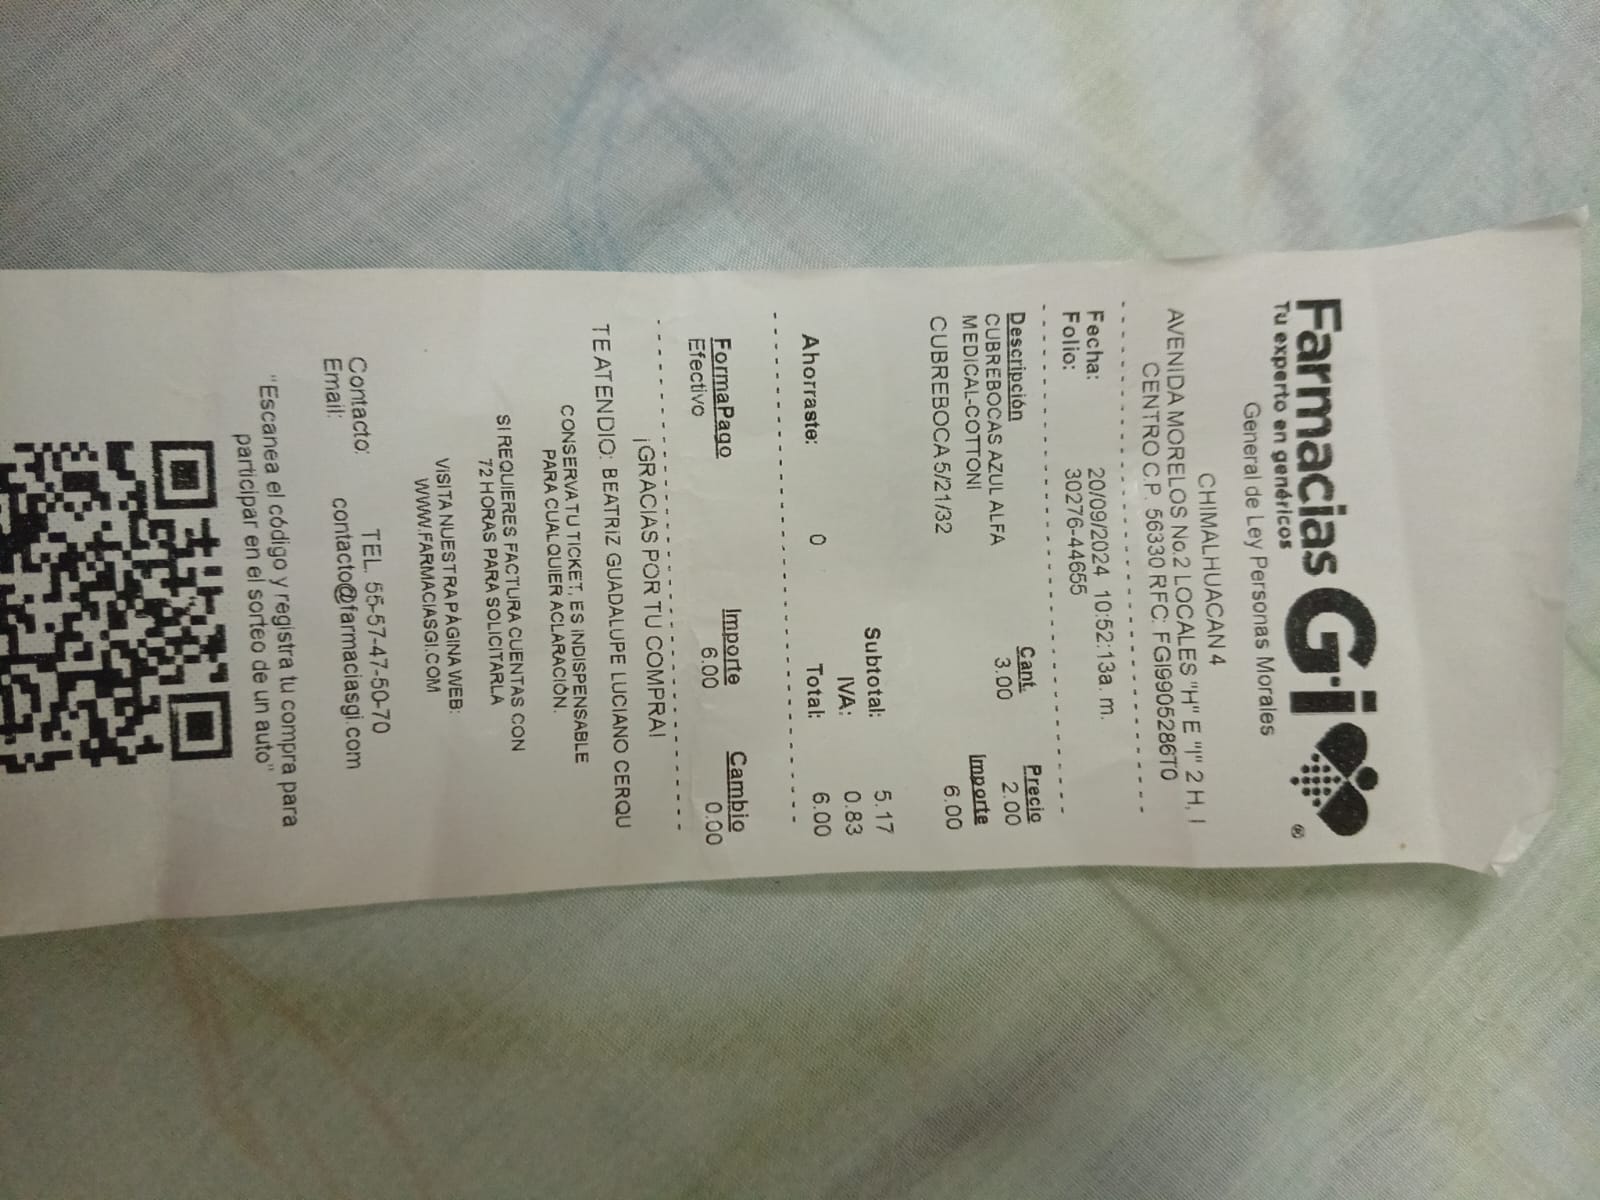 Farmacias Gi
®
Tu experto en genéricos
General de Ley Personas Morales
CHIMALHUACAN 4
AVENIDA MORELOS No.2 LOCALES "H" E "I" 2 H, I
CENTRO C.P. 56330 RFC: FGI9905286T0
Fecha: 20/09/2024 10:52:13a. m.
Folio: 30276-44655
Descripción Cant. Precio
CUBREBOCAS AZUL ALFA 3.00 2.00
MEDICAL-COTTONI Importe
CUBREBOCA 5/21/32 6.00
Subtotal: 5.17
IVA: 0.83
Ahorraste: 0 Total: 6.00
FormaPago Importe Cambio
Efectivo 6.00 0.00
¡GRACIAS POR TU COMPRA!
TE ATENDIO: BEATRIZ GUADALUPE LUCIANO CERQU
CONSERVA TU TICKET, ES INDISPENSABLE
PARA CUALQUIER ACLARACIÓN.
SI REQUIERES FACTURA CUENTAS CON
72 HORAS PARA SOLICITARLA
VISITA NUESTRA PÁGINA WEB:
WWW.FARMACIASGI.COM
Contacto: TEL. 55-57-47-50-70
Email: contacto@farmaciasgi.com
"Escanea el código y registra tu compra para
participar en el sorteo de un auto"